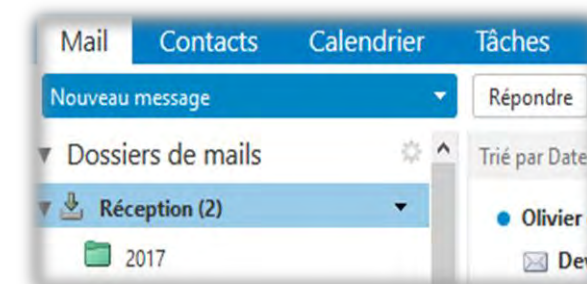 Mail Contacts Calendrier Tâches
Nouveau message Répondre
Dossiers de mails Trié par Date
Réception (2)
Olivier
2017